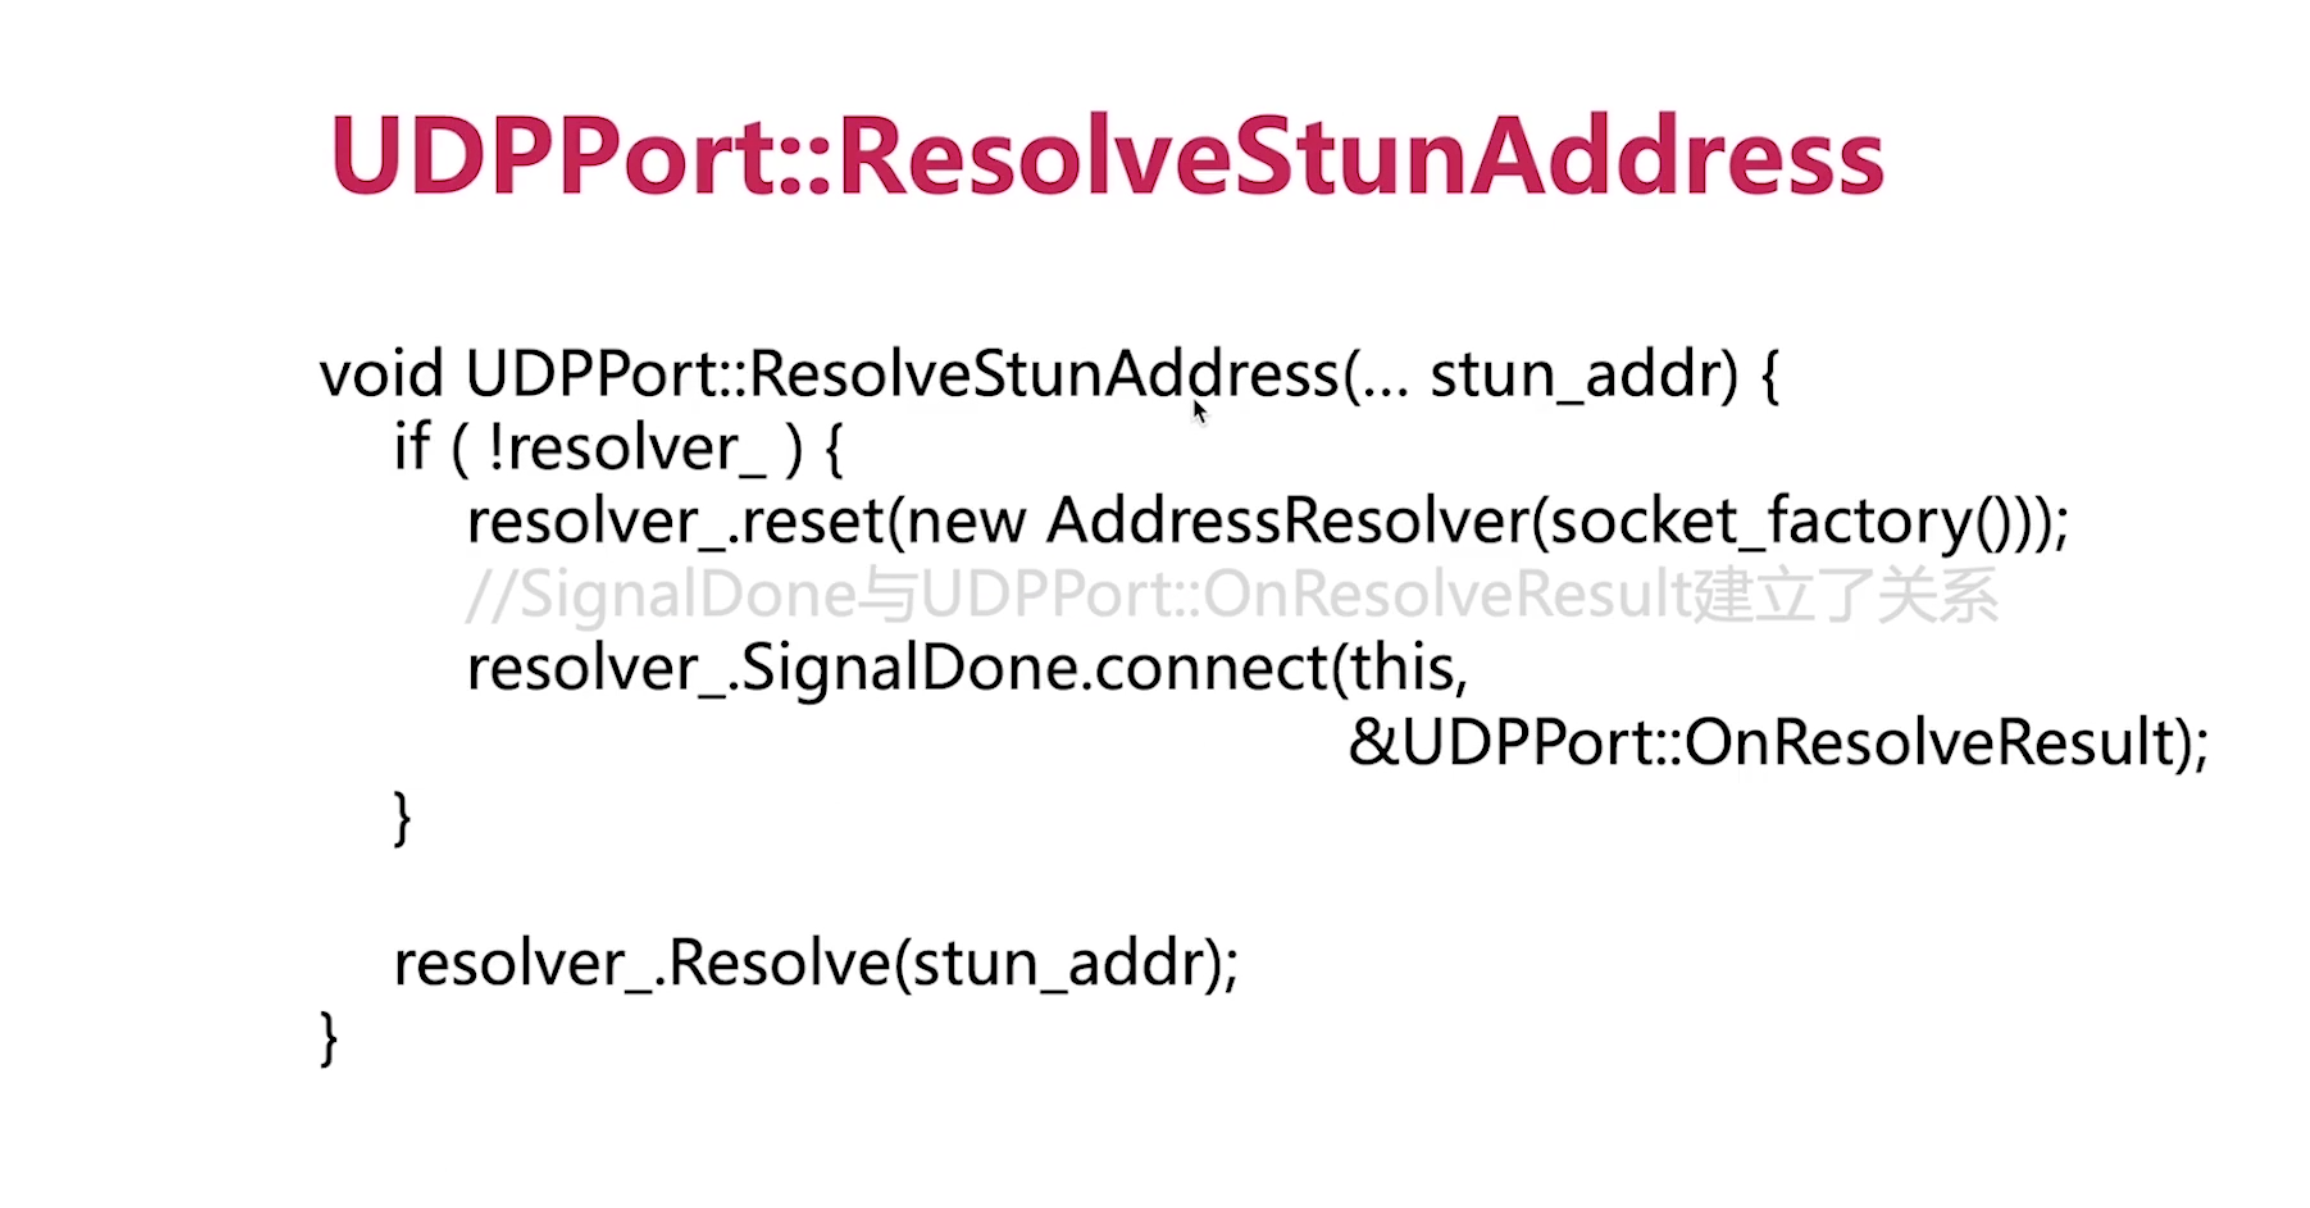 UDPPort::ResolveStunAddress
void UDPPort::ResolveStunAddress(... stun_addr) {
if ( !resolver_ ) {
resolver_.reset(new AddressResolver(socket_factory()));
//SignalDone与UDPPort::OnResolveResult建立了关系
resolver_.SignalDone.connect(this,
&UDPPort::OnResolveResult);
}
resolver_.Resolve(stun_addr);
}